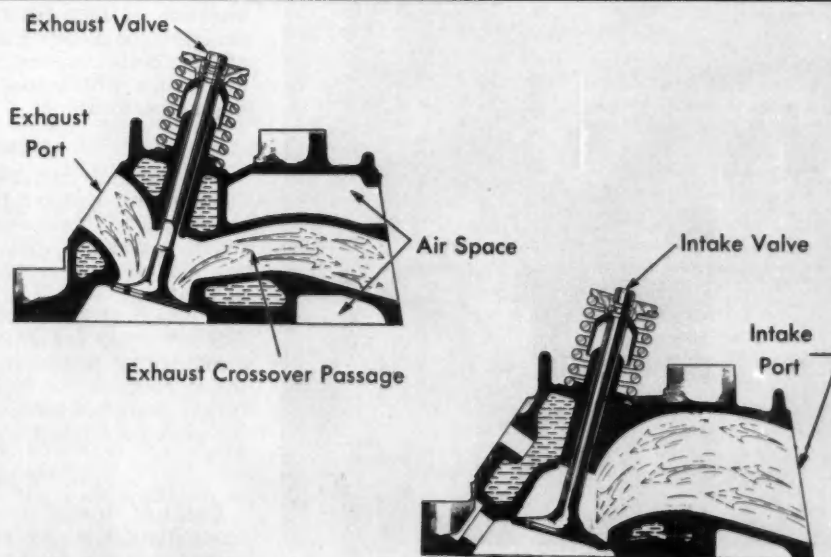 Exhaust Valve
Exhaust
Port
Air Space
Exhaust Crossover Passage
Intake Valve
Intake
Port